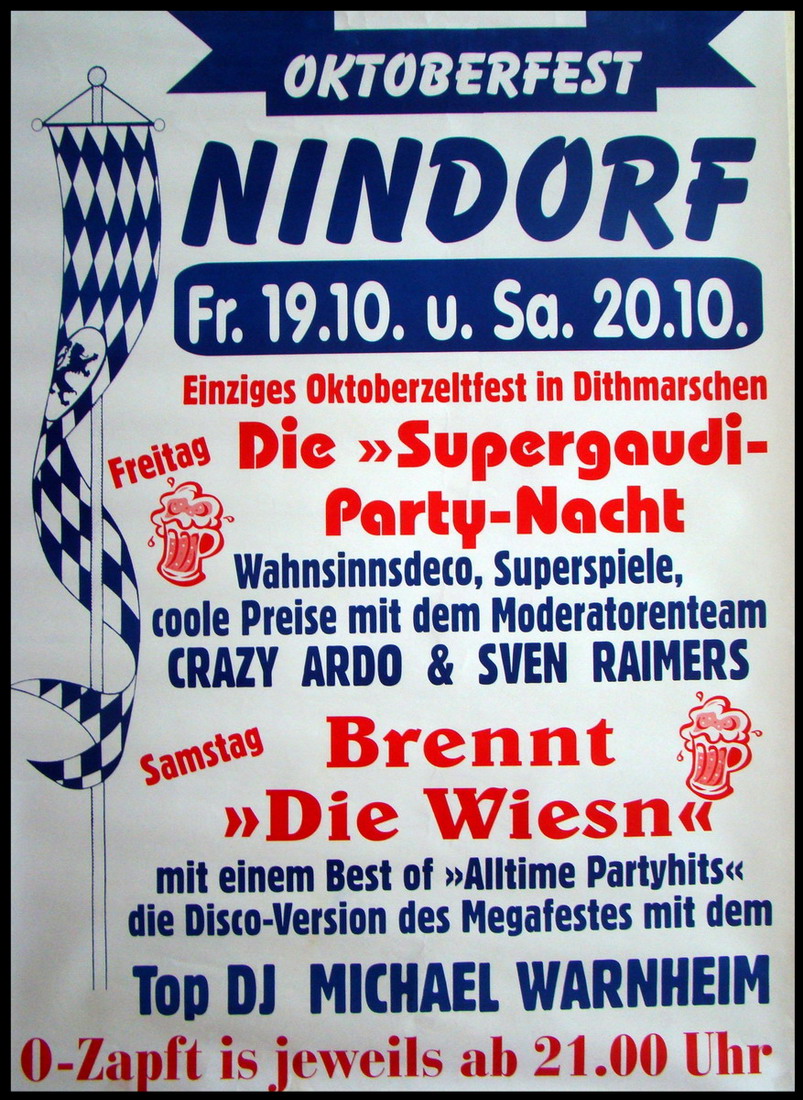 OKTOBERFEST
NINDORF
Fr. 19.10. u. Sa. 20.10.
Einziges Oktoberzeltfest in Dithmarschen
Freitag
Die »Supergaudi-
Party-Nacht
Wahnsinnsdeco, Superspiele,
coole Preise mit dem Moderatorenteam
CRAZY ARDO & SVEN RAIMERS
Samstag
Brennt
»Die Wiesn«
mit einem Best of »Alltime Partyhits«
die Disco-Version des Megafestes mit dem
Top DJ MICHAEL WARNHEIM
O-Zapft is jeweils ab 21.00 Uhr